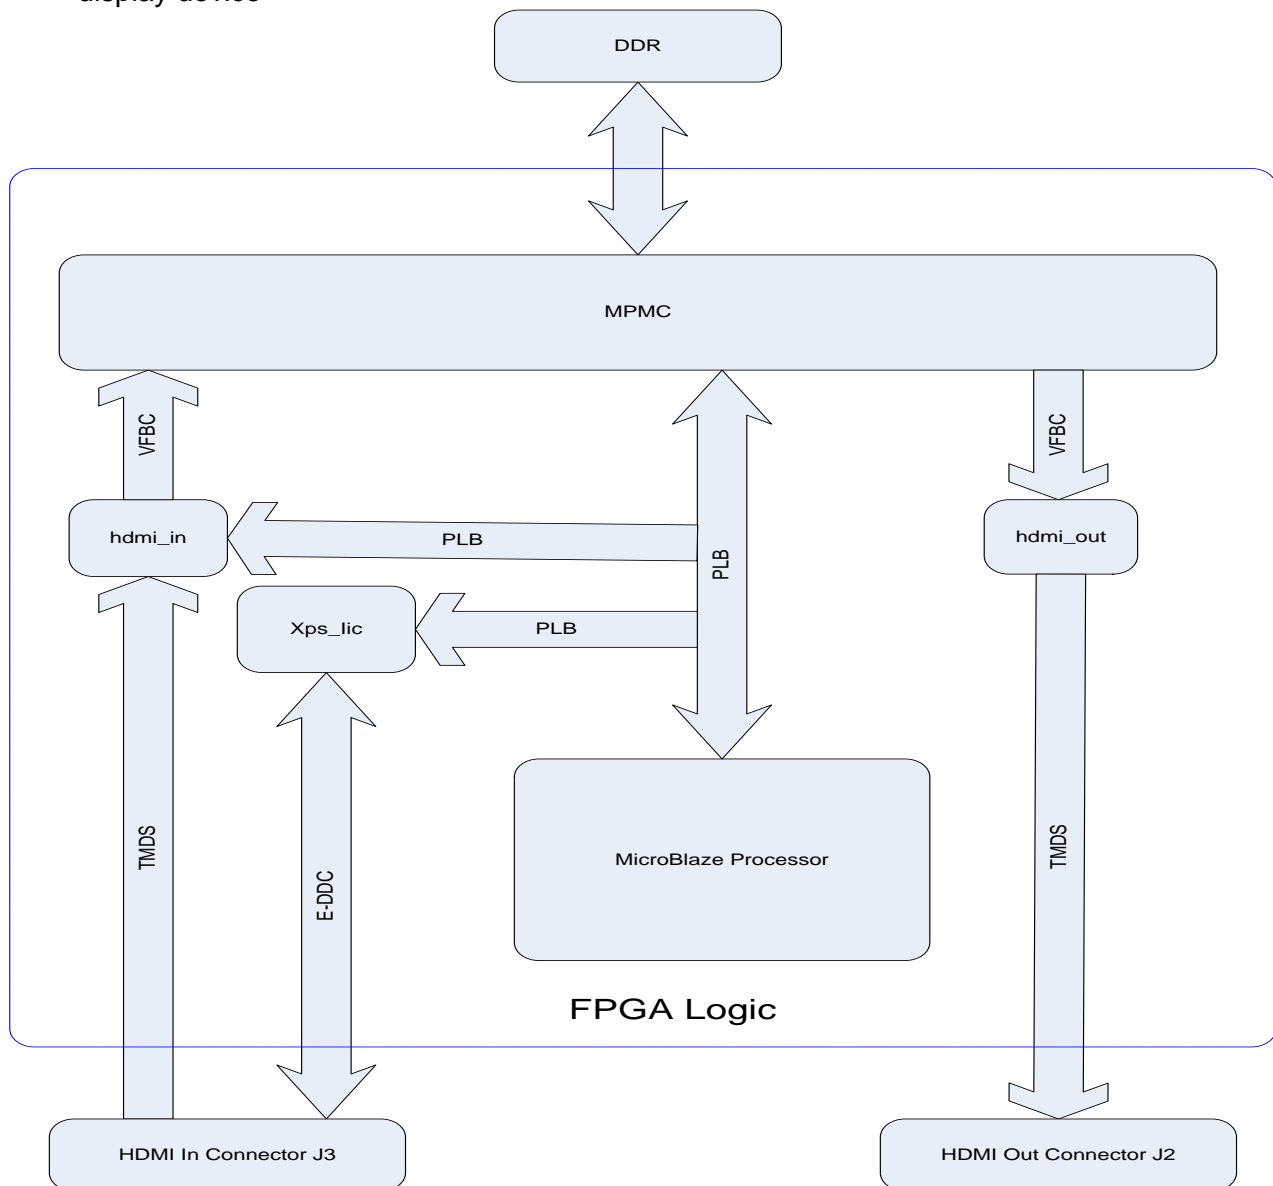 DDR
MPMC
VFBC
VFBC
hdmi_in
PLB
PLB
hdmi_out
Xps_Iic
PLB
TMDS
E-DDC
MicroBlaze Processor
TMDS
FPGA Logic
HDMI In Connector J3
HDMI Out Connector J2